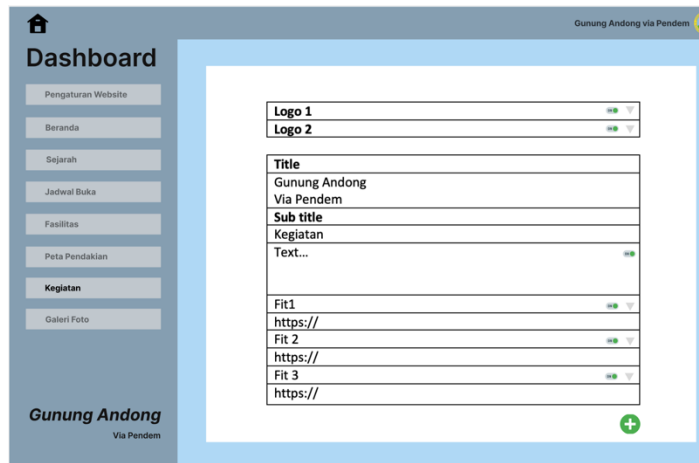 Gunung Andong via Pendem
Dashboard
Pengaturan Website
Beranda
Sejarah
Jadwal Buka
Fasilitas
Peta Pendakian
Kegiatan
Galeri Foto
Gunung Andong
Via Pendem
Logo 1
Logo 2
Title
Gunung Andong
Via Pendem
Sub title
Kegiatan
Text...
Fit1
https://
Fit 2
https://
Fit 3
https://